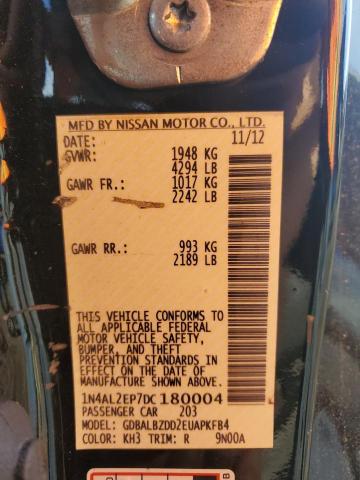 MFD BY NISSAN MOTOR CO., LTD.
DATE: 11/12
GVWR: 1948 KG
4294 LB
GAWR FR.: 1017 KG
2242 LB
GAWR RR.: 993 KG
2189 LB
THIS VEHICLE CONFORMS TO
ALL APPLICABLE FEDERAL
MOTOR VEHICLE SAFETY,
BUMPER, AND THEFT
PREVENTION STANDARDS IN
EFFECT ON THE DATE OF
MANUFACTURE SHOWN ABOVE.
1N4AL2EP7DC180004
PASSENGER CAR 203
MODEL: GDBALBZDD2EUAPKFB4
COLOR: KH3 TRIM: R 9N00A